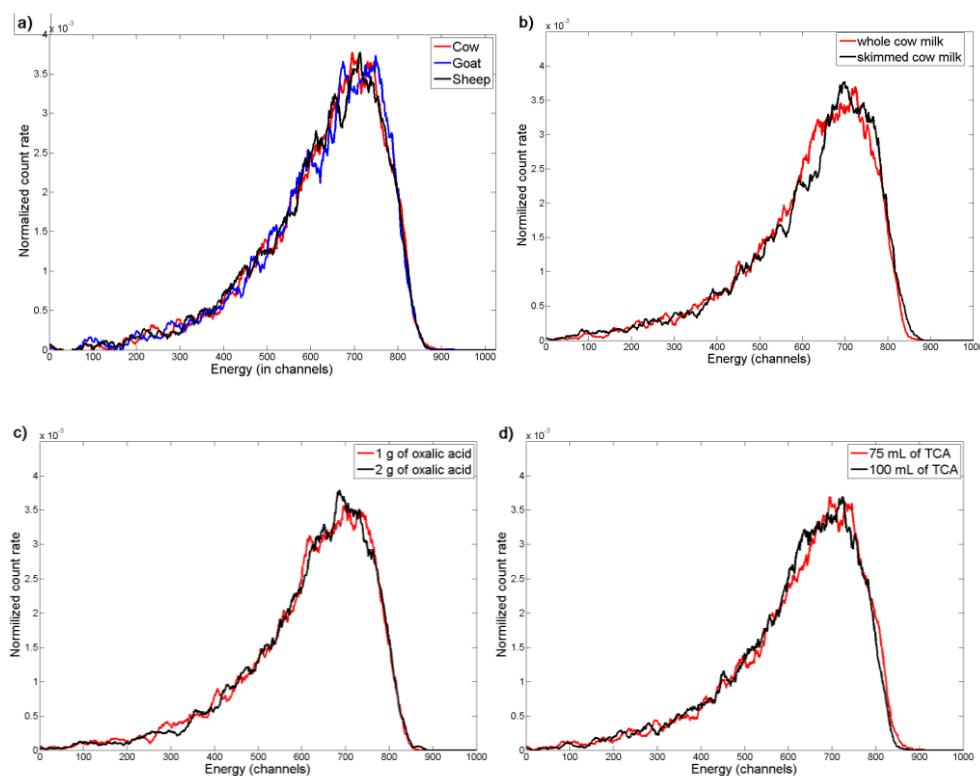 a)
x 10⁻³
Cow
Goat
Sheep
4
3.5
3
2.5
2
1.5
1
0.5
0
Normalized count rate
0 100 200 300 400 500 600 700 800 900 1000
Energy (in channels)
b)
x 10⁻³
whole cow milk
skimmed cow milk
4
3.5
3
2.5
2
1.5
1
0.5
0
Normilized count rate
0 100 200 300 400 500 600 700 800 900 1000
Energy (channels)
c)
x 10⁻³
1 g of oxalic acid
2 g of oxalic acid
4
3.5
3
2.5
2
1.5
1
0.5
0
Normilized count rate
0 100 200 300 400 500 600 700 800 900 1000
Energy (channels)
d)
x 10⁻³
75 mL of TCA
100 mL of TCA
4
3.5
3
2.5
2
1.5
1
0.5
0
Normilized count rate
0 100 200 300 400 500 600 700 800 900 1000
Energy (channels)